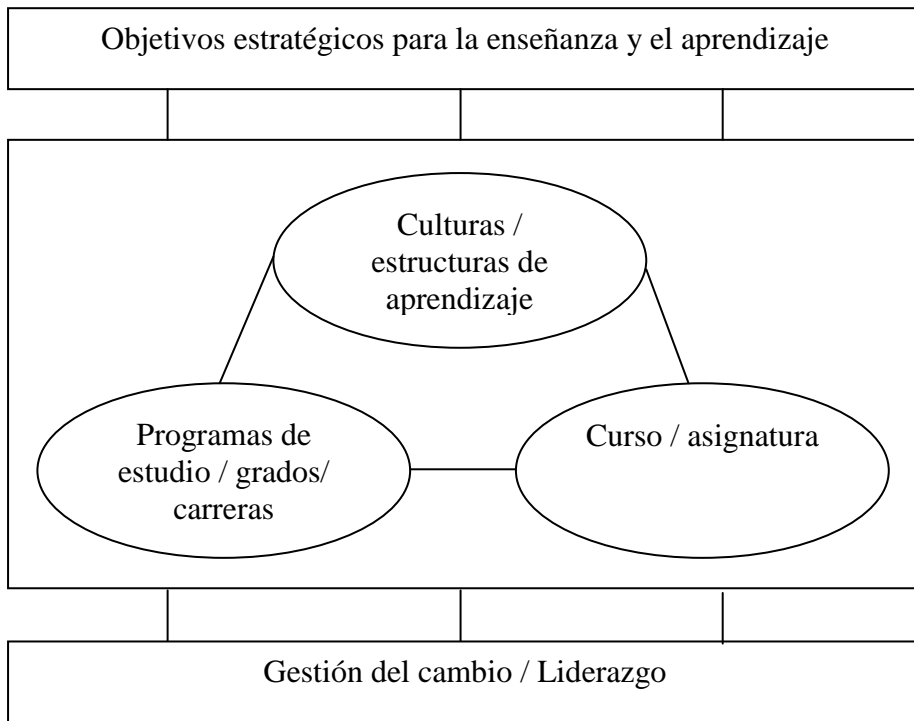 Objetivos estratégicos para la enseñanza y el aprendizaje
Culturas /
estructuras de
aprendizaje
Programas de
estudio / grados/
carreras
Curso / asignatura
Gestión del cambio / Liderazgo